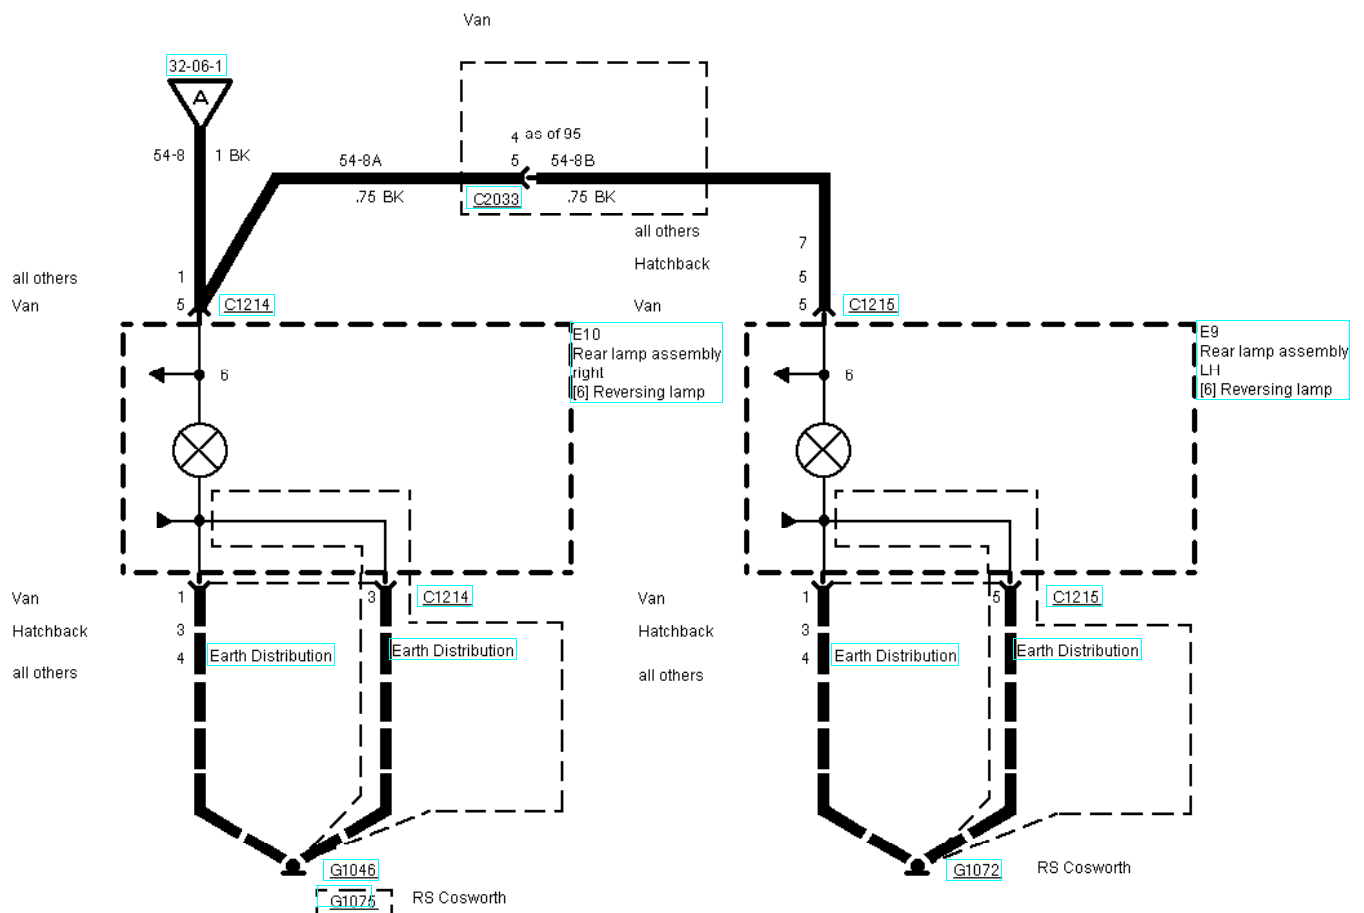 Van
32-06-1
A
4 as of 95
54-8 1 BK
54-8A 5 54-8B
.75 BK C2033 .75 BK
all others
7
Hatchback
all others 1 5
Van 5 C1214 Van 5 C1215
E10
Rear lamp assembly
right
[6] Reversing lamp
E9
Rear lamp assembly
LH
[6] Reversing lamp
6 6
Van 1 3 C1214 Van 1 5 C1215
Hatchback 3 Hatchback 3
4 Earth Distribution Earth Distribution 4 Earth Distribution Earth Distribution
all others all others
G1046 G1072 RS Cosworth
G1075 RS Cosworth